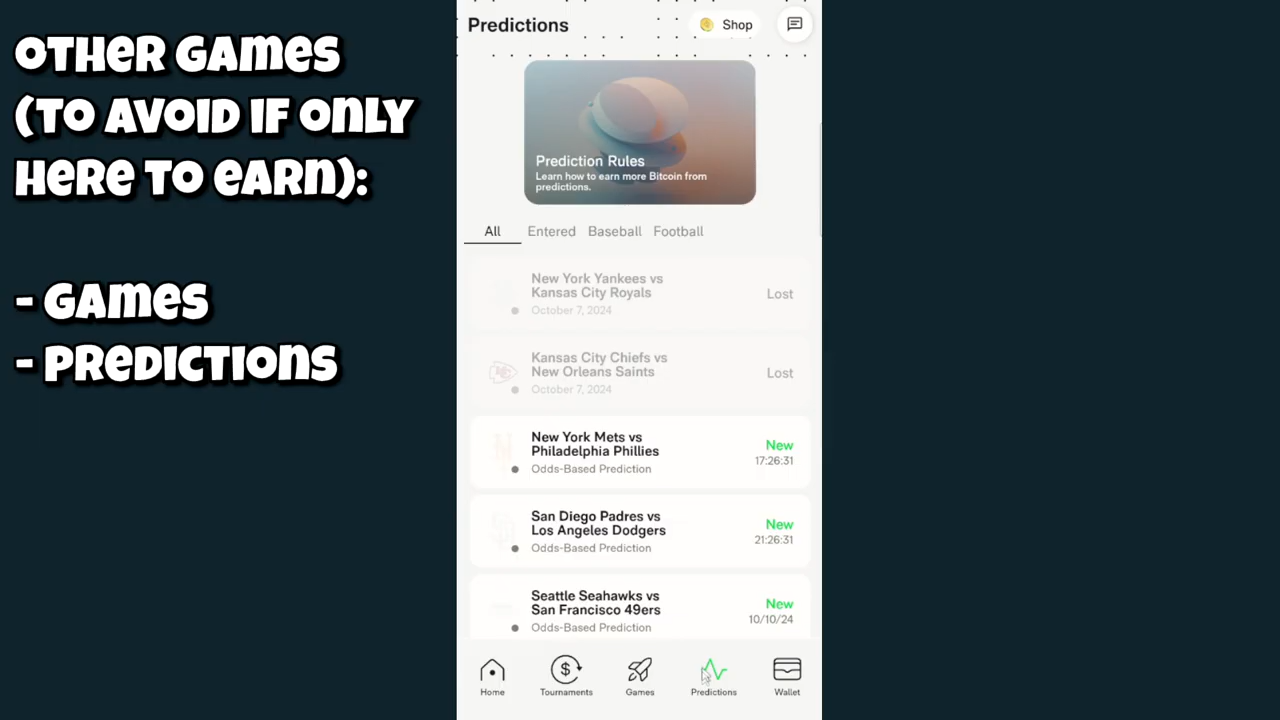 OTHER GAMES
(TO AVOID IF ONLY
HERE TO EARN):
- GAMES
- PREDICTIONS
Predictions
Shop
Prediction Rules
Learn how to earn more Bitcoin from
predictions.
All Entered Baseball Football
New York Yankees vs
Kansas City Royals
October 7, 2024
Lost
Kansas City Chiefs vs
New Orleans Saints
October 7, 2024
Lost
New York Mets vs
Philadelphia Phillies
Odds-Based Prediction
New
17:26:31
San Diego Padres vs
Los Angeles Dodgers
Odds-Based Prediction
New
21:26:31
Seattle Seahawks vs
San Francisco 49ers
Odds-Based Prediction
New
10/10/24
Home Tournaments Games Predictions Wallet